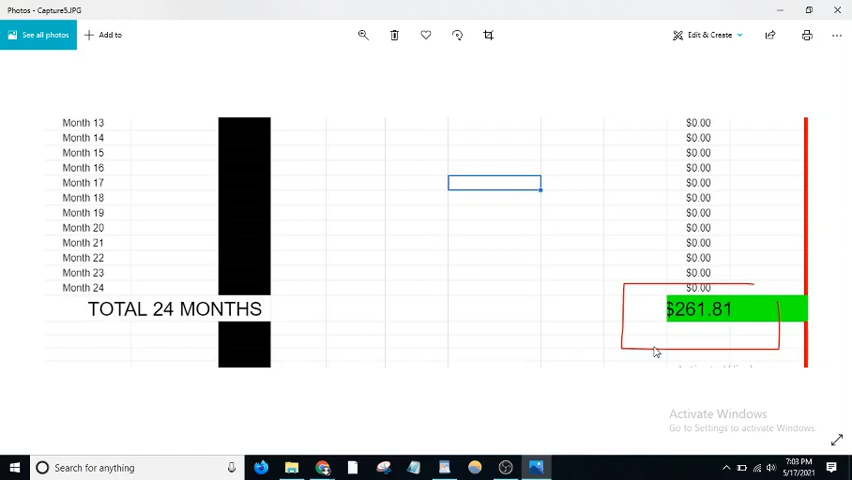 Photos - Capture5.JPG
See all photos
Add to
Edit & Create
Month 13 $0.00
Month 14 $0.00
Month 15 $0.00
Month 16 $0.00
Month 17 $0.00
Month 18 $0.00
Month 19 $0.00
Month 20 $0.00
Month 21 $0.00
Month 22 $0.00
Month 23 $0.00
Month 24 $0.00
TOTAL 24 MONTHS $261.81
Activate Windows
Go to Settings to activate Windows.
Search for anything
7:03 PM
5/17/2021